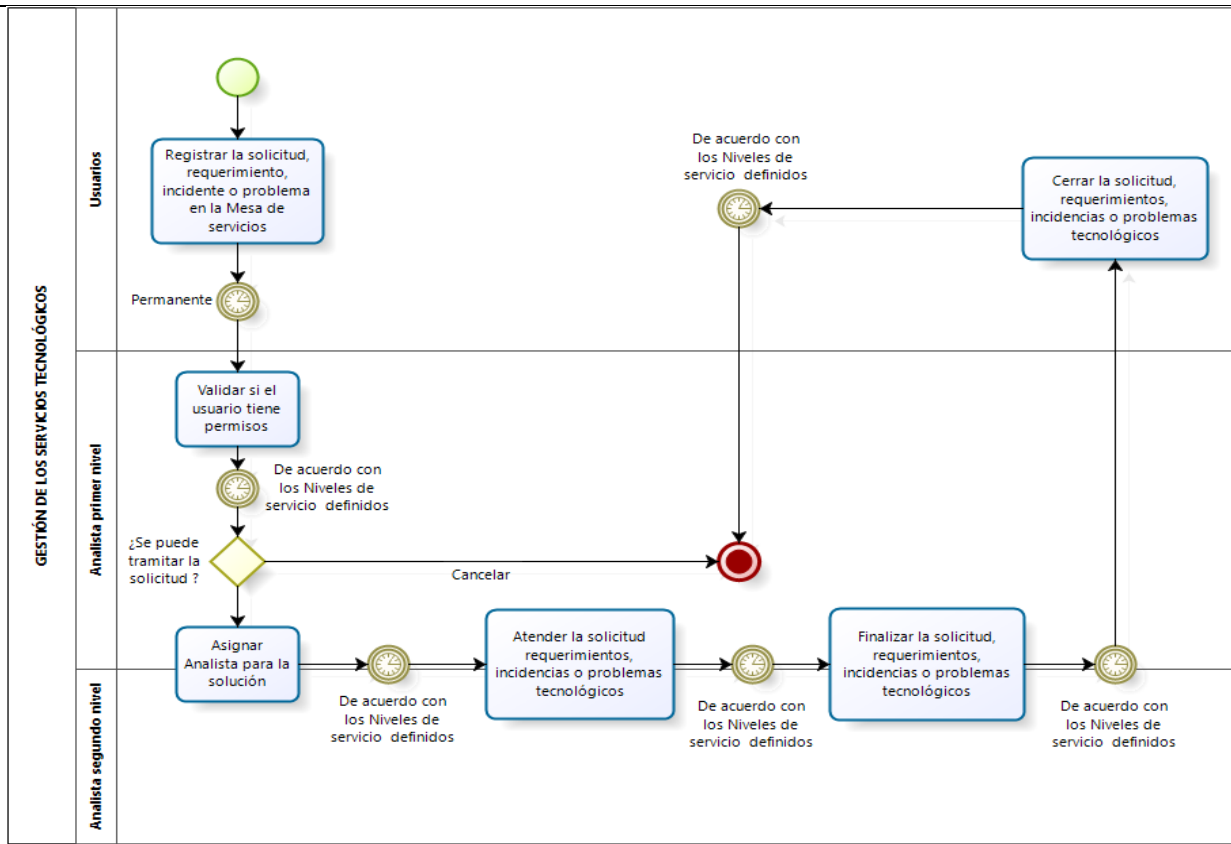 GESTIÓN DE LOS SERVICIOS TECNOLÓGICOS
Usuarios
Registrar la solicitud,
requerimiento,
incidente o problema
en la Mesa de
servicios
Permanente
De acuerdo con
los Niveles de
servicio definidos
Cerrar la solicitud,
requerimientos,
incidencias o problemas
tecnológicos
Analista primer nivel
Validar si el
usuario tiene
permisos
De acuerdo con
los Niveles de
servicio definidos
¿Se puede
tramitar la
solicitud ?
Cancelar
Asignar
Analista para la
solución
De acuerdo con
los Niveles de
servicio definidos
Atender la solicitud
requerimientos,
incidencias o problemas
tecnológicos
De acuerdo con
los Niveles de
servicio definidos
Finalizar la solicitud,
requerimientos,
incidencias o problemas
tecnológicos
De acuerdo con
los Niveles de
servicio definidos
Analista segundo nivel